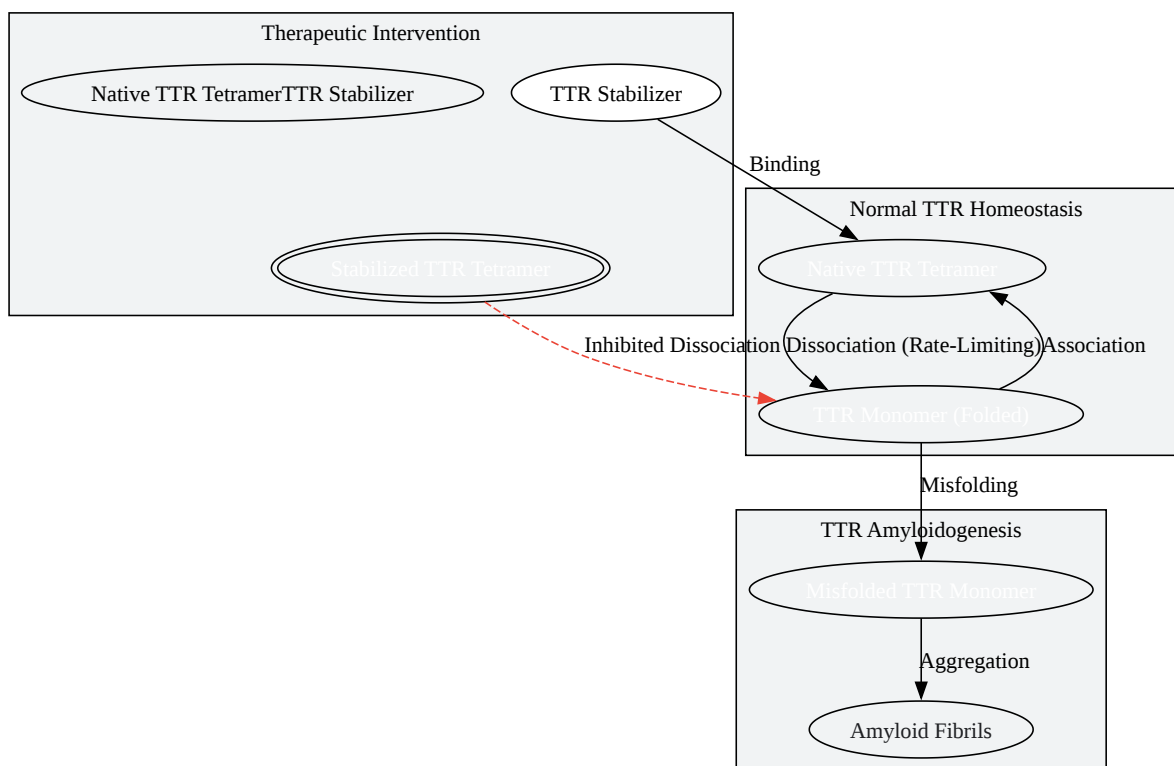 Therapeutic Intervention
Native TTR TetramerTTR Stabilizer
TTR Stabilizer
Binding
Normal TTR Homeostasis
Native TTR Tetramer
Stabilized TTR Tetramer
Inhibited Dissociation
Dissociation (Rate-Limiting)
Association
TTR Monomer (Folded)
Misfolding
TTR Amyloidogenesis
Misfolded TTR Monomer
Aggregation
Amyloid Fibrils